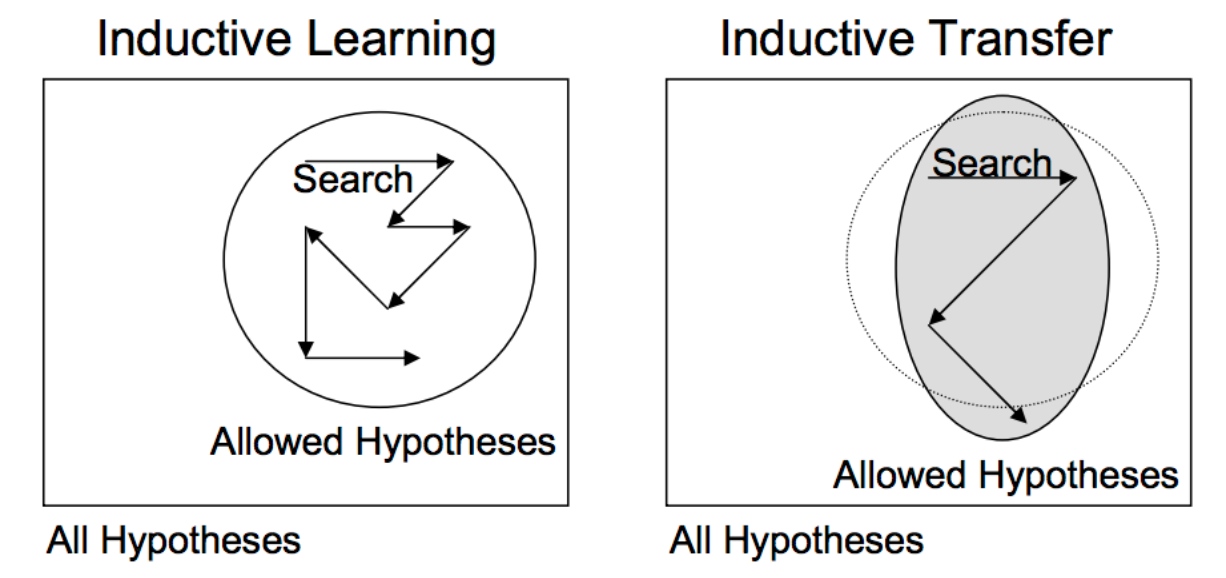 Inductive Learning
Search
Allowed Hypotheses
All Hypotheses
Inductive Transfer
Search
Allowed Hypotheses
All Hypotheses